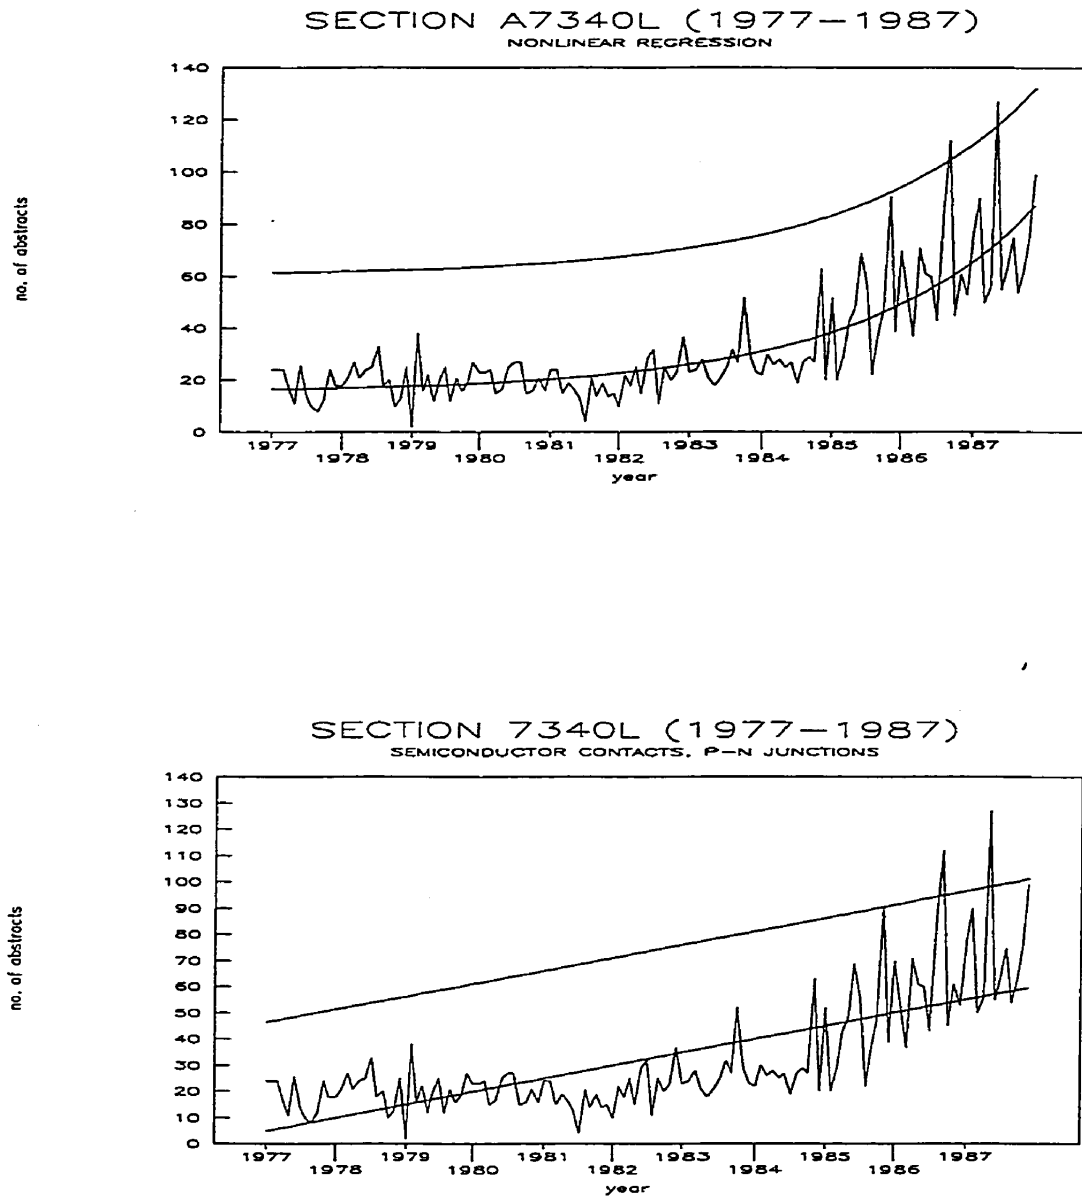 SECTION A7340L (1977-1987)
NONLINEAR REGRESSION
no. of abstracts
140
120
100
80
60
40
20
0
1977 1978 1979 1980 1981 1982 1983 1984 1985 1986 1987
year
SECTION 7340L (1977-1987)
SEMICONDUCTOR CONTACTS, P-N JUNCTIONS
no. of abstracts
140
130
120
110
100
90
80
70
60
50
40
30
20
10
0
1977 1978 1979 1980 1981 1982 1983 1984 1985 1986 1987
year